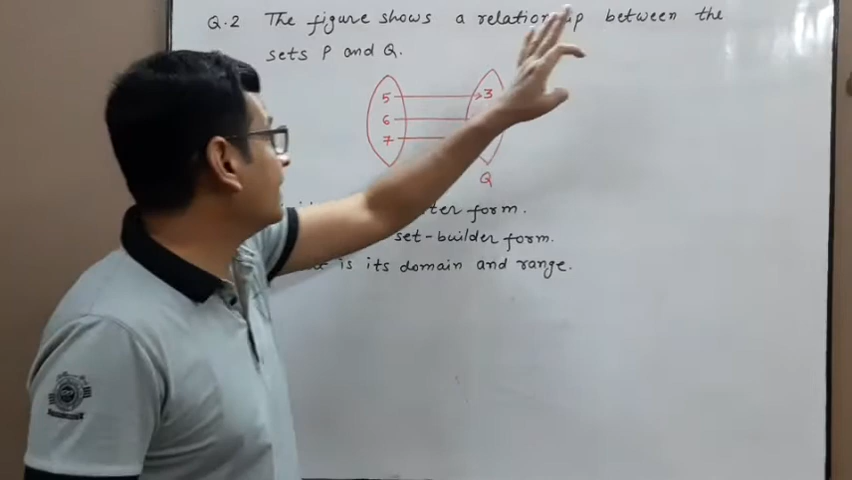 Q.2 The figure shows a relationship between the
sets P and Q.
5 3
6
7
Q
form.
set-builder form.
is its domain and range.